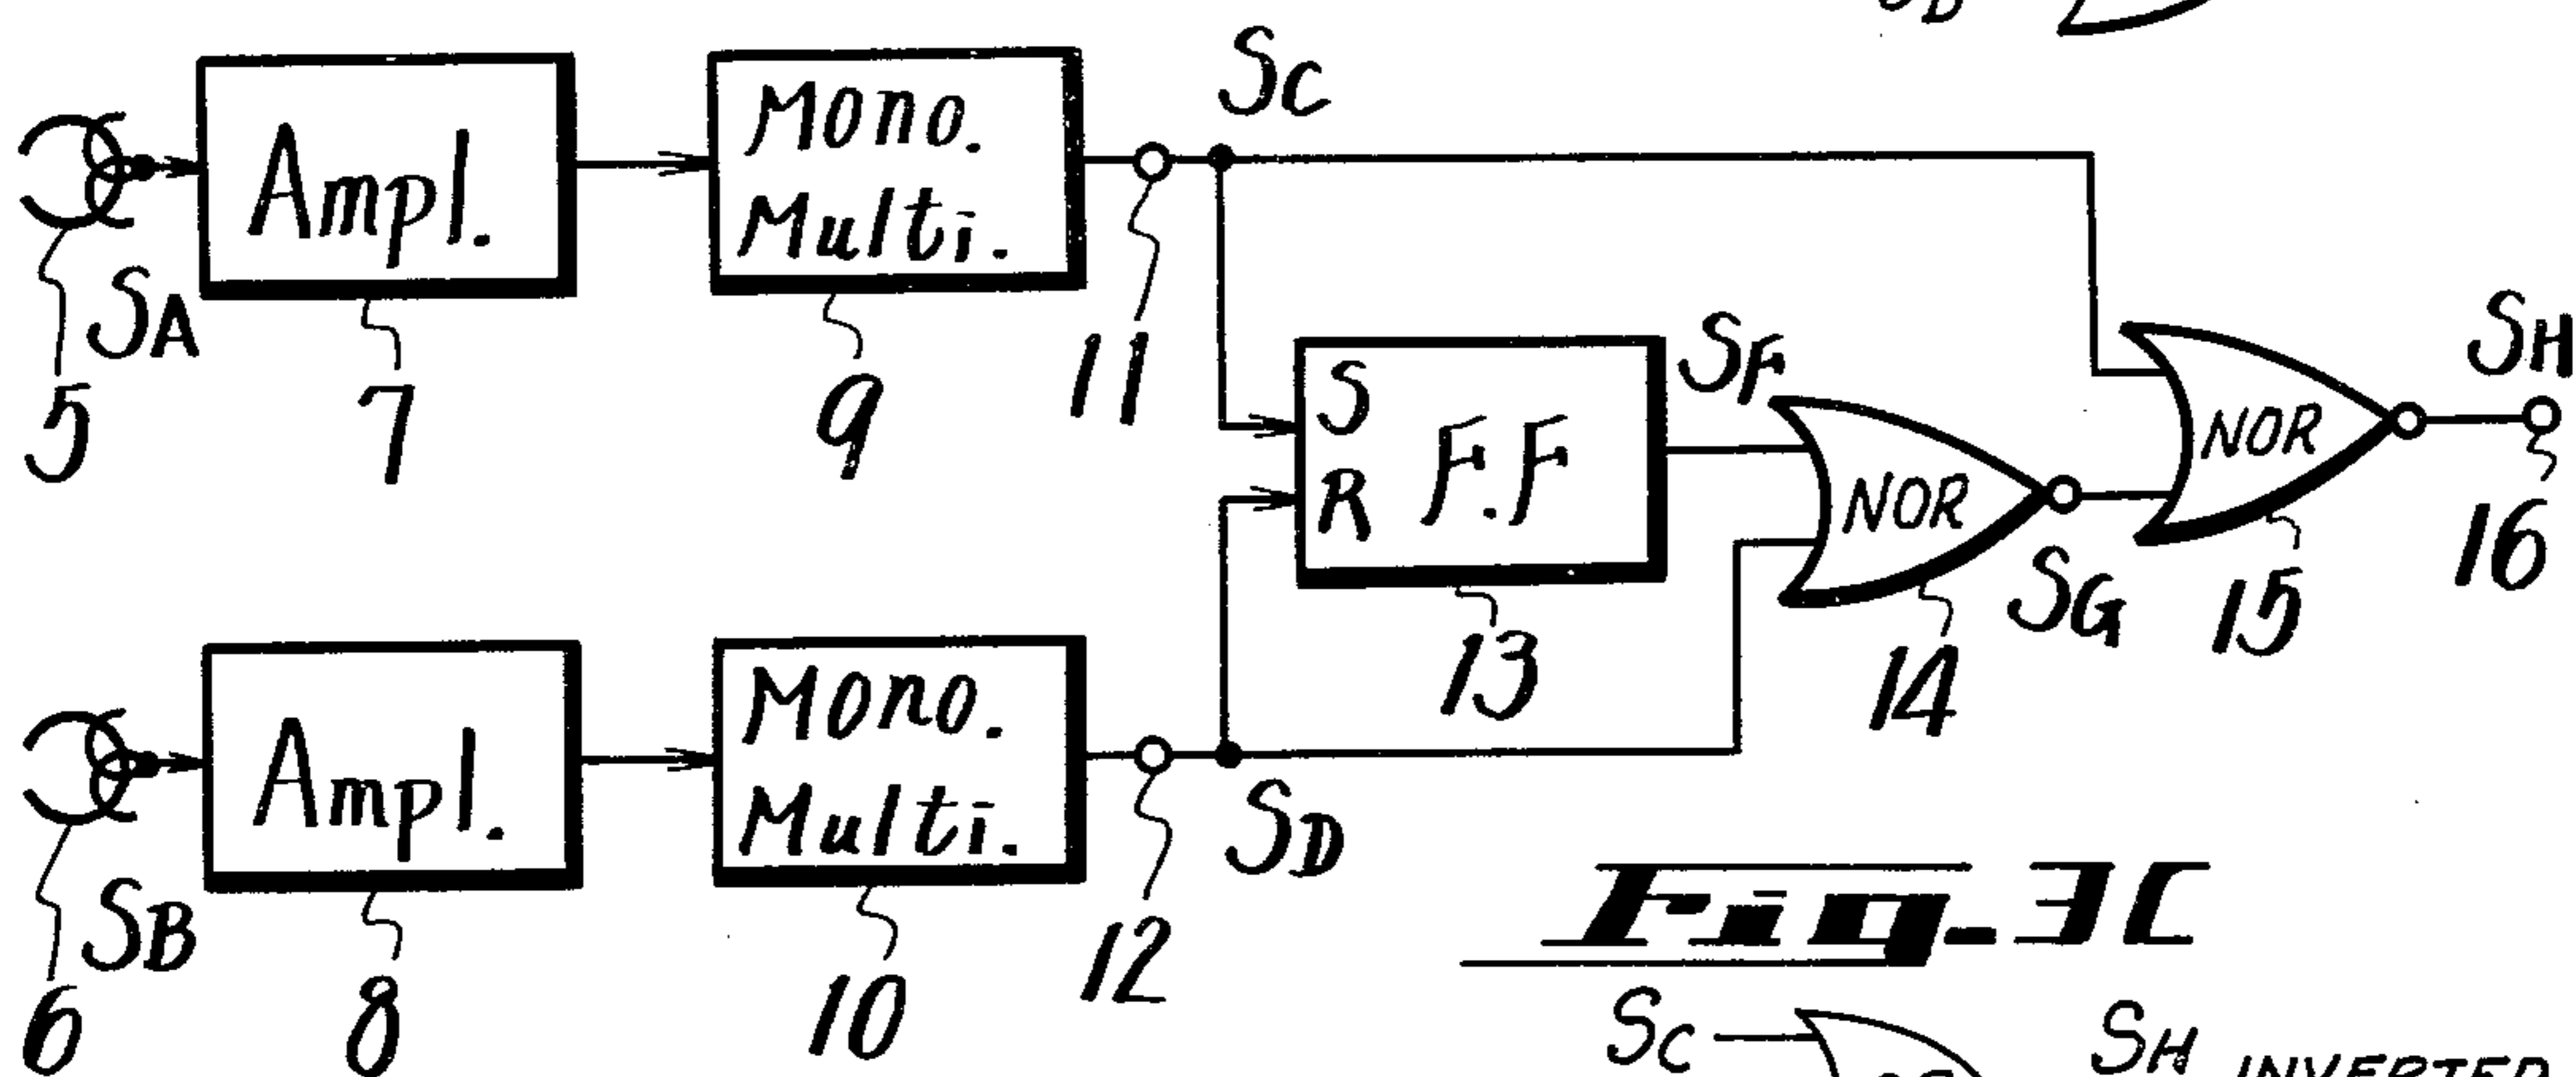 SC
Ampl.
Mono.
Multi.
SA
5
7
9
11
S
R
F.F
SF
NOR
NOR
SH
SG
13
14
15
16
Ampl.
Mono.
Multi.
SD
SB
6
8
10
12
Fig-3C
SC
SH INVERTED